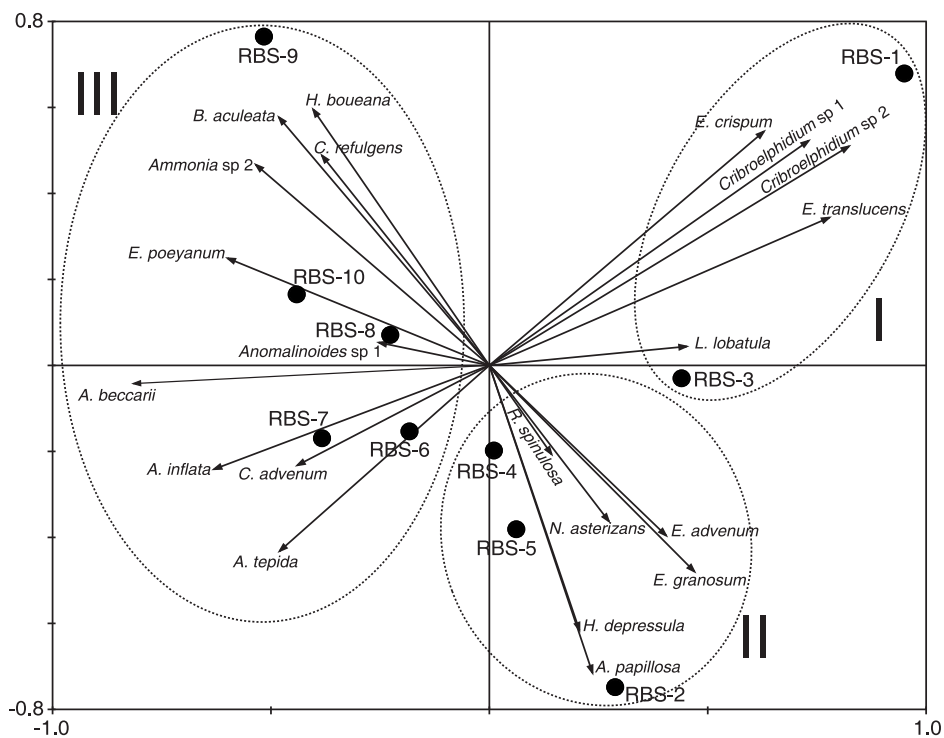 0.8
RBS-9
RBS-1
III
H. boueana
B. aculeata
E. crispum
Cribroelphidium sp 1
C. refulgens
Cribroelphidium sp 2
Ammonia sp 2
E. translucens
E. poeyanum
RBS-10
I
RBS-8
Anomalinoides sp 1
L. lobatula
RBS-3
A. beccarii
RBS-7
R. spinulosa
RBS-6
RBS-4
A. inflata
C. advenum
N. asterizans
E. advenum
RBS-5
A. tepida
E. granosum
H. depressula
II
A. papillosa
RBS-2
-0.8
-1.0
1.0